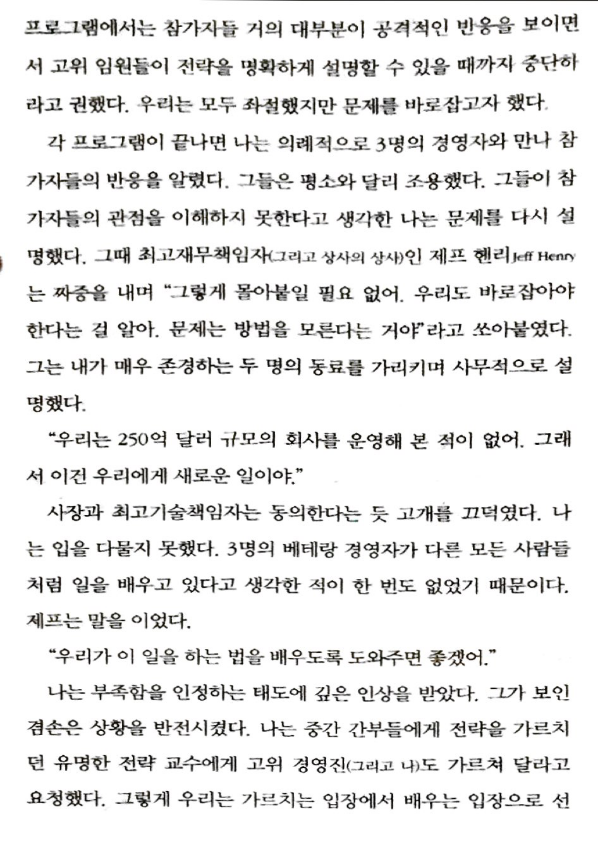 프로그램에서는 참가자들 거의 대부분이 공격적인 반응을 보이면
서 고위 임원들이 전략을 명확하게 설명할 수 있을 때까지 중단하
라고 권했다. 우리는 모두 좌절했지만 문제를 바로잡고자 했다.
각 프로그램이 끝나면 나는 의례적으로 3명의 경영자와 만나 참
가자들의 반응을 알렸다. 그들은 평소와 달리 조용했다. 그들이 참
가자들의 관점을 이해하지 못한다고 생각한 나는 문제를 다시 설
명했다. 그때 최고재무책임자(그리고 상사의 상사)인 제프 헨리Jeff Henry
는 짜증을 내며 “그렇게 몰아붙일 필요 없어. 우리도 바로잡아야
한다는 걸 알아. 문제는 방법을 모른다는 거야”라고 쏘아붙였다.
그는 내가 매우 존경하는 두 명의 동료를 가리키며 사무적으로 설
명했다.
“우리는 250억 달러 규모의 회사를 운영해 본 적이 없어. 그래
서 이건 우리에게 새로운 일이야.”
사장과 최고기술책임자는 동의한다는 듯 고개를 끄덕였다. 나
는 입을 다물지 못했다. 3명의 베테랑 경영자가 다른 모든 사람들
처럼 일을 배우고 있다고 생각한 적이 한 번도 없었기 때문이다.
제프는 말을 이었다.
“우리가 이 일을 하는 법을 배우도록 도와주면 좋겠어.”
나는 부족함을 인정하는 태도에 깊은 인상을 받았다. 그가 보인
겸손은 상황을 반전시켰다. 나는 중간 간부들에게 전략을 가르치
던 유명한 전략 교수에게 고위 경영진(그리고 나)도 가르쳐 달라고
요청했다. 그렇게 우리는 가르치는 입장에서 배우는 입장으로 선